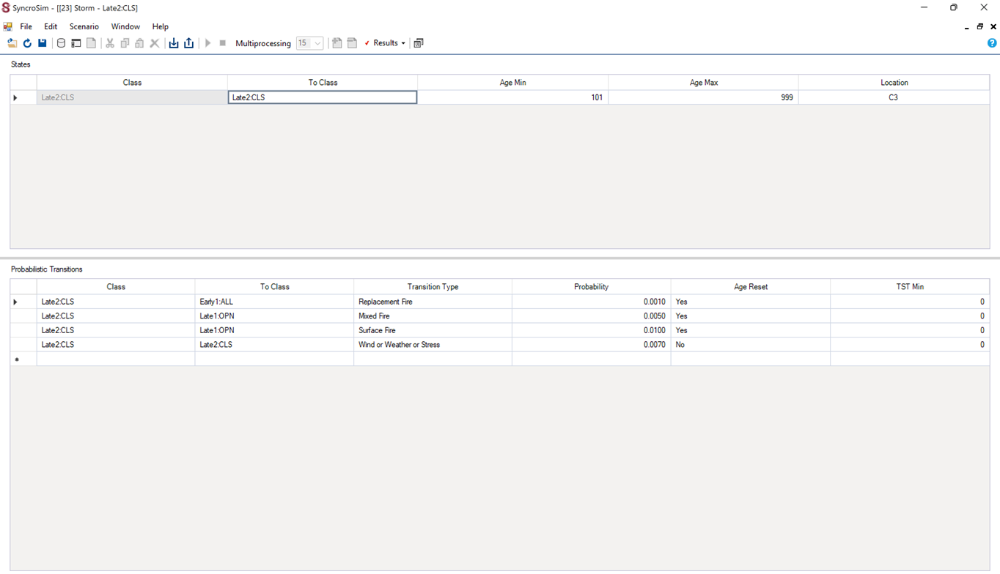 SyncroSim - [[23] Storm - Late2:CLS]
File Edit Scenario Window Help
Multiprocessing 15 Results
States
Class To Class Age Min Age Max Location
Late2:CLS Late2:CLS 101 999 C3
Probabilistic Transitions
Class To Class Transition Type Probability Age Reset TST Min
Late2:CLS Early1:ALL Replacement Fire 0.0010 Yes 0
Late2:CLS Late1:OPN Mixed Fire 0.0050 Yes 0
Late2:CLS Late1:OPN Surface Fire 0.0100 Yes 0
Late2:CLS Late2:CLS Wind or Weather or Stress 0.0070 No 0